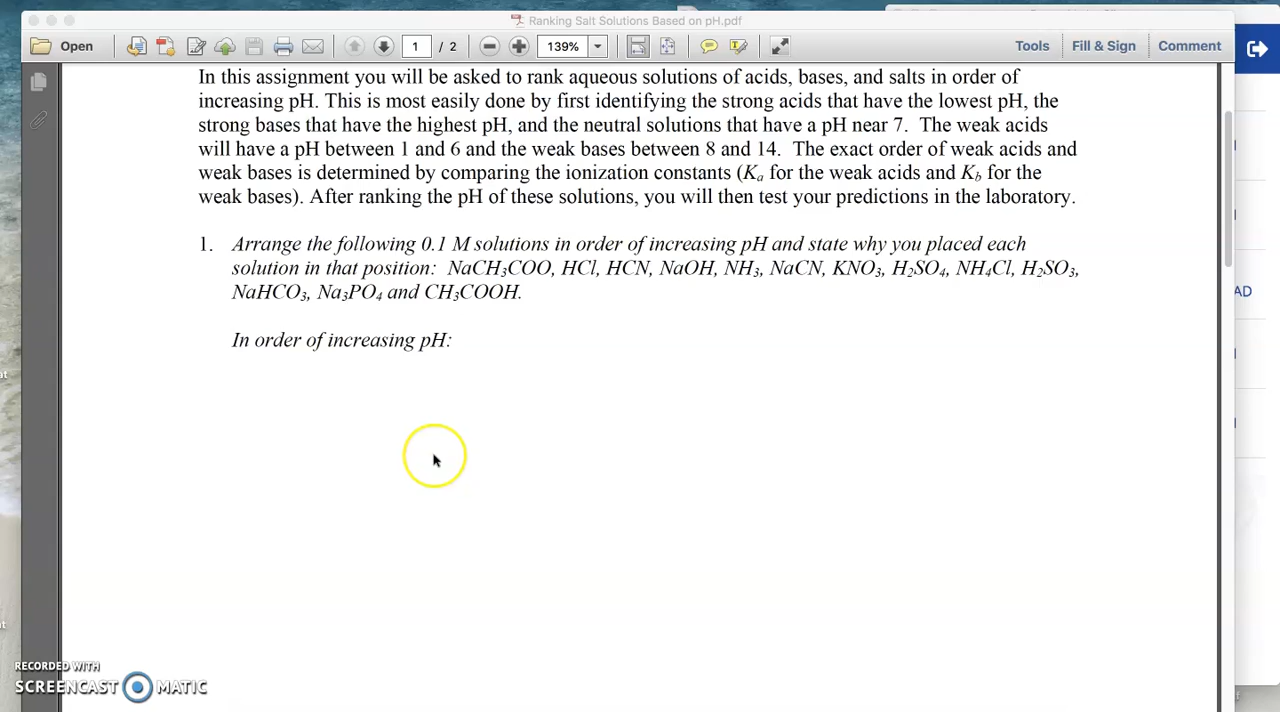 Ranking Salt Solutions Based on pH.pdf
Open
1 / 2
139%
Tools
Fill & Sign
Comment
In this assignment you will be asked to rank aqueous solutions of acids, bases, and salts in order of
increasing pH. This is most easily done by first identifying the strong acids that have the lowest pH, the
strong bases that have the highest pH, and the neutral solutions that have a pH near 7. The weak acids
will have a pH between 1 and 6 and the weak bases between 8 and 14. The exact order of weak acids and
weak bases is determined by comparing the ionization constants (Kₐ for the weak acids and K_b for the
weak bases). After ranking the pH of these solutions, you will then test your predictions in the laboratory.
1. Arrange the following 0.1 M solutions in order of increasing pH and state why you placed each
solution in that position: NaCH₃COO, HCl, HCN, NaOH, NH₃, NaCN, KNO₃, H₂SO₄, NH₄Cl, H₂SO₃,
NaHCO₃, Na₃PO₄ and CH₃COOH.
In order of increasing pH:
AD
at
RECORDED WITH
SCREENCAST MATIC